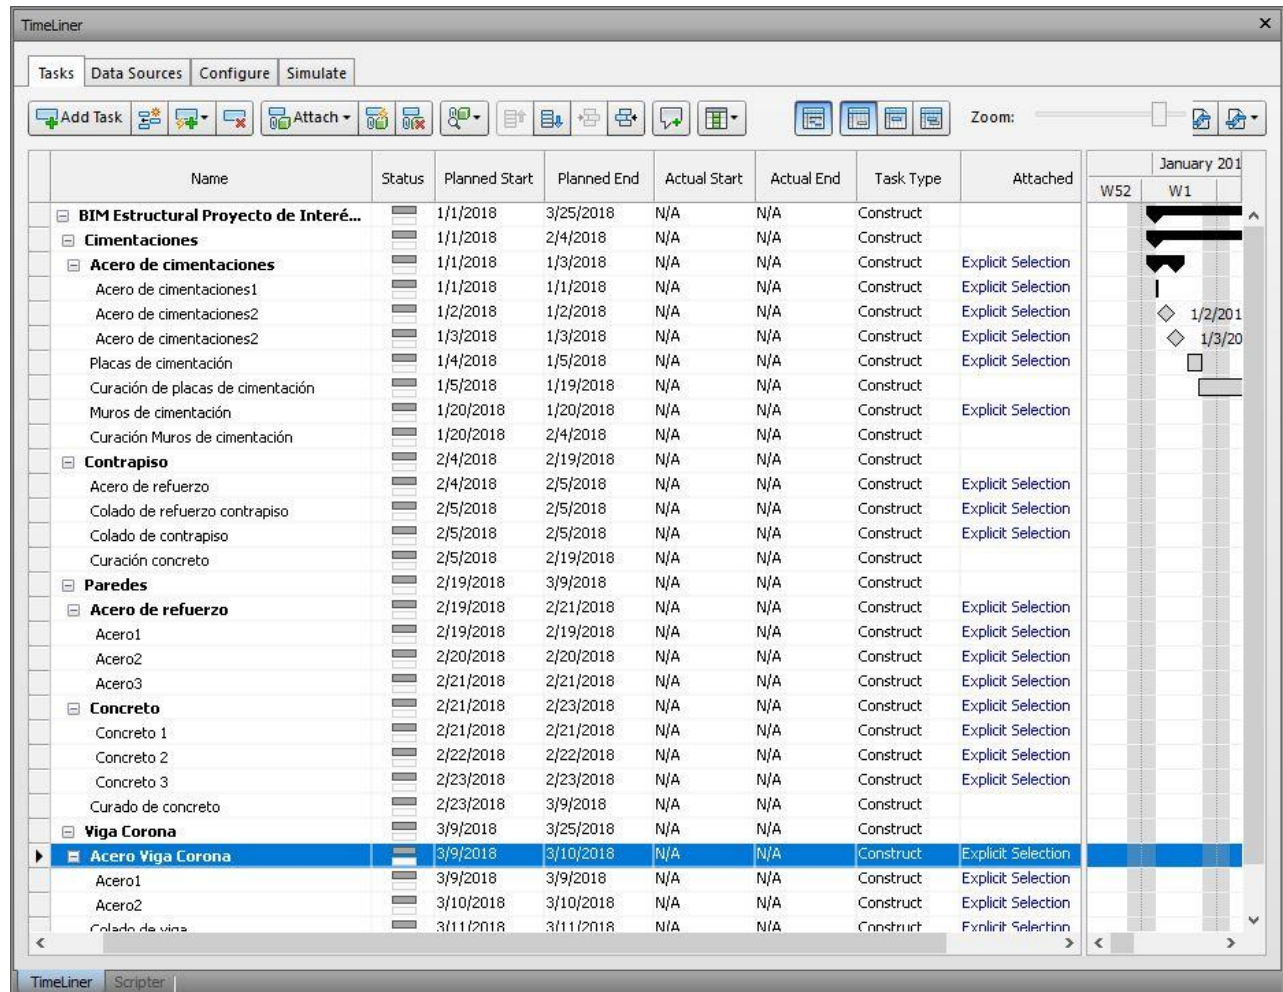 TimeLiner
Tasks Data Sources Configure Simulate
Add Task Attach Zoom:
Name Status Planned Start Planned End Actual Start Actual End Task Type Attached January 201
W52 W1
BIM Estructural Proyecto de Interé... 1/1/2018 3/25/2018 N/A N/A Construct
Cimentaciones 1/1/2018 2/4/2018 N/A N/A Construct
Acero de cimentaciones 1/1/2018 1/3/2018 N/A N/A Construct Explicit Selection
Acero de cimentaciones1 1/1/2018 1/1/2018 N/A N/A Construct Explicit Selection
Acero de cimentaciones2 1/2/2018 1/2/2018 N/A N/A Construct Explicit Selection 1/2/201
Acero de cimentaciones2 1/3/2018 1/3/2018 N/A N/A Construct Explicit Selection 1/3/20
Placas de cimentación 1/4/2018 1/5/2018 N/A N/A Construct Explicit Selection
Curación de placas de cimentación 1/5/2018 1/19/2018 N/A N/A Construct
Muros de cimentación 1/20/2018 1/20/2018 N/A N/A Construct Explicit Selection
Curación Muros de cimentación 1/20/2018 2/4/2018 N/A N/A Construct
Contrapiso 2/4/2018 2/19/2018 N/A N/A Construct
Acero de refuerzo 2/4/2018 2/5/2018 N/A N/A Construct Explicit Selection
Colado de refuerzo contrapiso 2/5/2018 2/5/2018 N/A N/A Construct Explicit Selection
Colado de contrapiso 2/5/2018 2/5/2018 N/A N/A Construct Explicit Selection
Curación concreto 2/5/2018 2/19/2018 N/A N/A Construct
Paredes 2/19/2018 3/9/2018 N/A N/A Construct
Acero de refuerzo 2/19/2018 2/21/2018 N/A N/A Construct Explicit Selection
Acero1 2/19/2018 2/19/2018 N/A N/A Construct Explicit Selection
Acero2 2/20/2018 2/20/2018 N/A N/A Construct Explicit Selection
Acero3 2/21/2018 2/21/2018 N/A N/A Construct Explicit Selection
Concreto 2/21/2018 2/23/2018 N/A N/A Construct Explicit Selection
Concreto 1 2/21/2018 2/21/2018 N/A N/A Construct Explicit Selection
Concreto 2 2/22/2018 2/22/2018 N/A N/A Construct Explicit Selection
Concreto 3 2/23/2018 2/23/2018 N/A N/A Construct Explicit Selection
Curado de concreto 2/23/2018 3/9/2018 N/A N/A Construct
Viga Corona 3/9/2018 3/25/2018 N/A N/A Construct
Acero Viga Corona 3/9/2018 3/10/2018 N/A N/A Construct Explicit Selection
Acero1 3/9/2018 3/9/2018 N/A N/A Construct Explicit Selection
Acero2 3/10/2018 3/10/2018 N/A N/A Construct Explicit Selection
Colado de viga 3/11/2018 3/11/2018 N/A N/A Construct Explicit Selection
TimeLiner Scripter